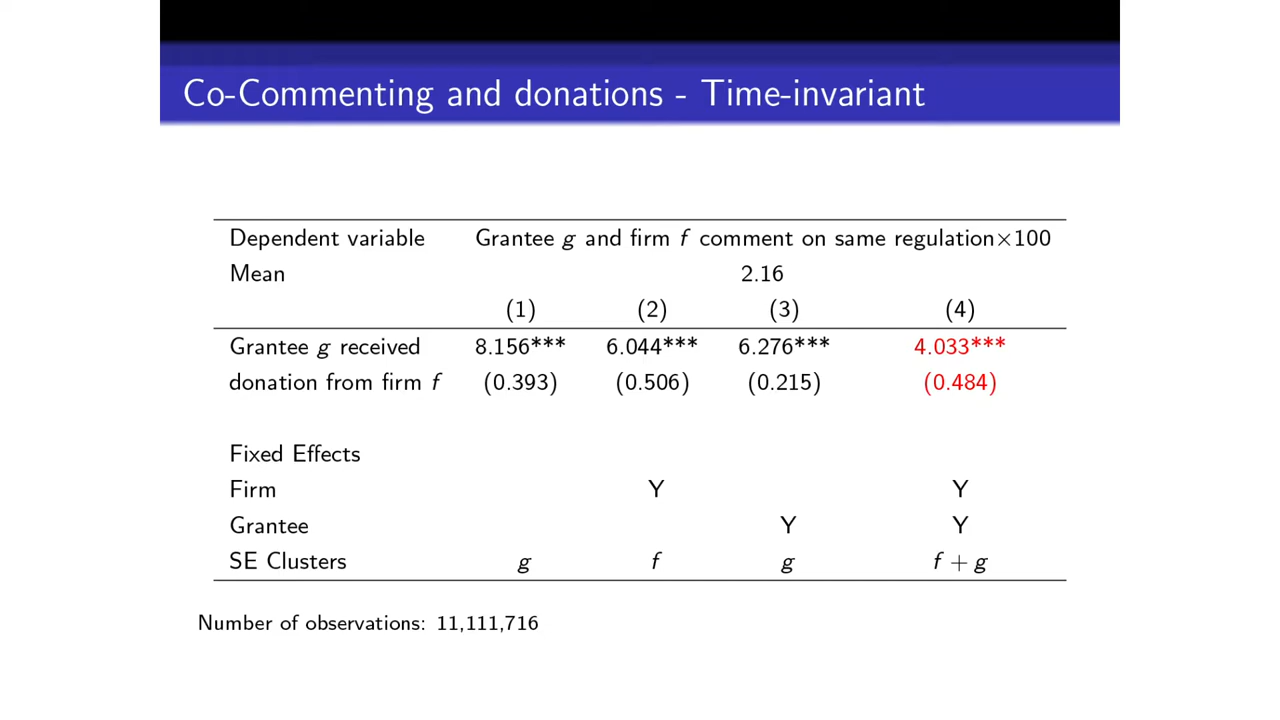 Co-Commenting and donations - Time-invariant
Dependent variable Grantee g and firm f comment on same regulation×100
Mean 2.16
(1) (2) (3) (4)
Grantee g received 8.156*** 6.044*** 6.276*** 4.033***
donation from firm f (0.393) (0.506) (0.215) (0.484)
Fixed Effects
Firm Y Y
Grantee Y Y
SE Clusters g f g f + g
Number of observations: 11,111,716